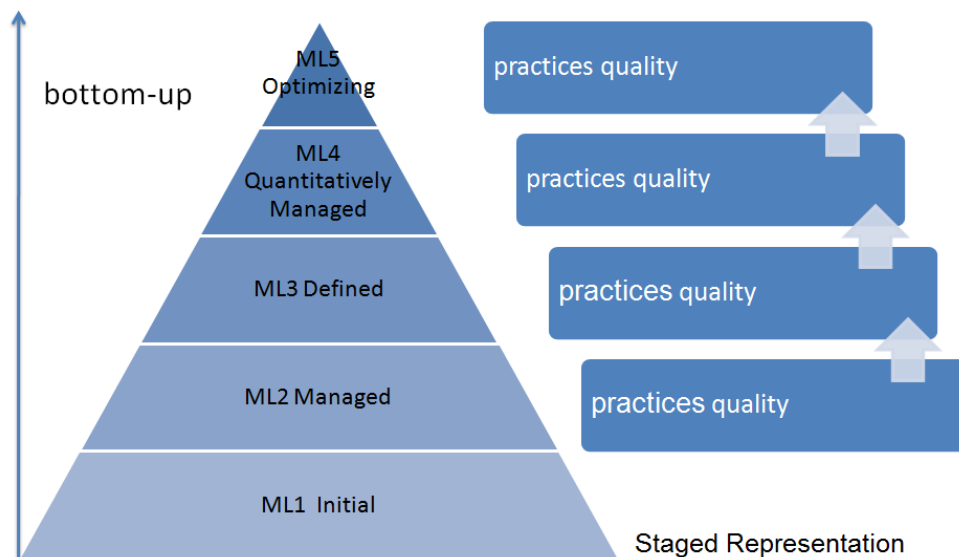 bottom-up
ML5
Optimizing
ML4
Quantitatively
Managed
ML3 Defined
ML2 Managed
ML1 Initial
practices quality
practices quality
practices quality
practices quality
Staged Representation